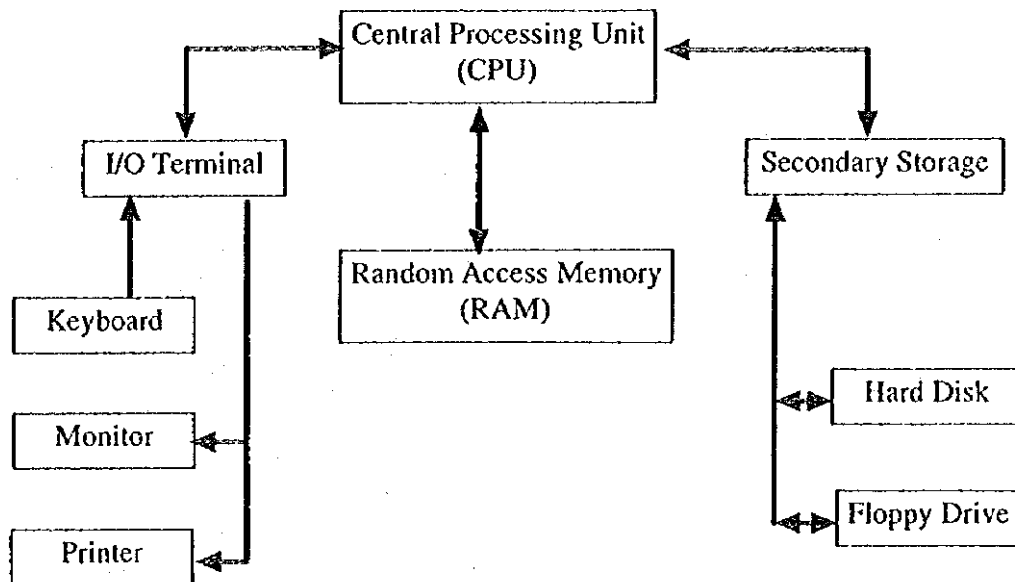 Central Processing Unit
(CPU)
I/O Terminal
Secondary Storage
Random Access Memory
(RAM)
Keyboard
Hard Disk
Monitor
Floppy Drive
Printer